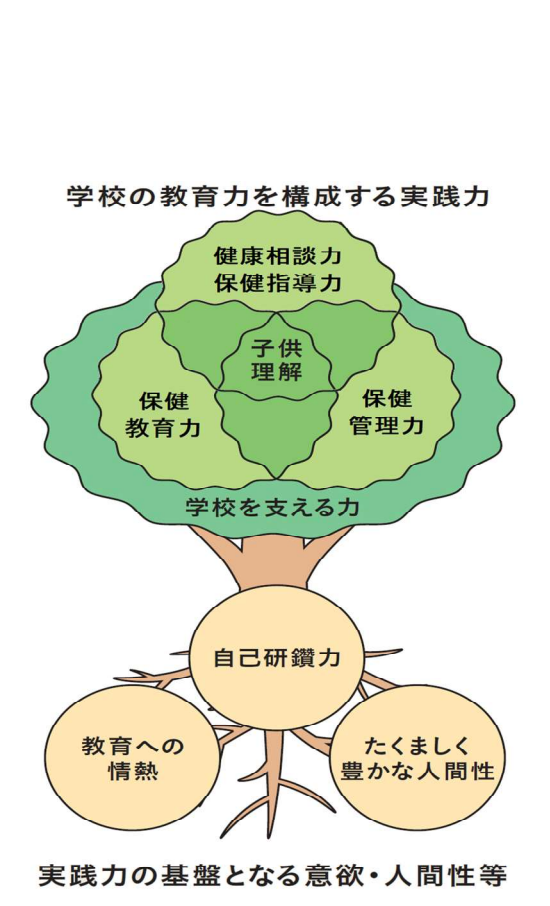 学校の教育力を構成する実践力
健康相談力
保健指導力
子供
理解
保健
教育力
保健
管理力
学校を支える力
自己研鑽力
教育への
情熱
たくましく
豊かな人間性
実践力の基盤となる意欲・人間性等